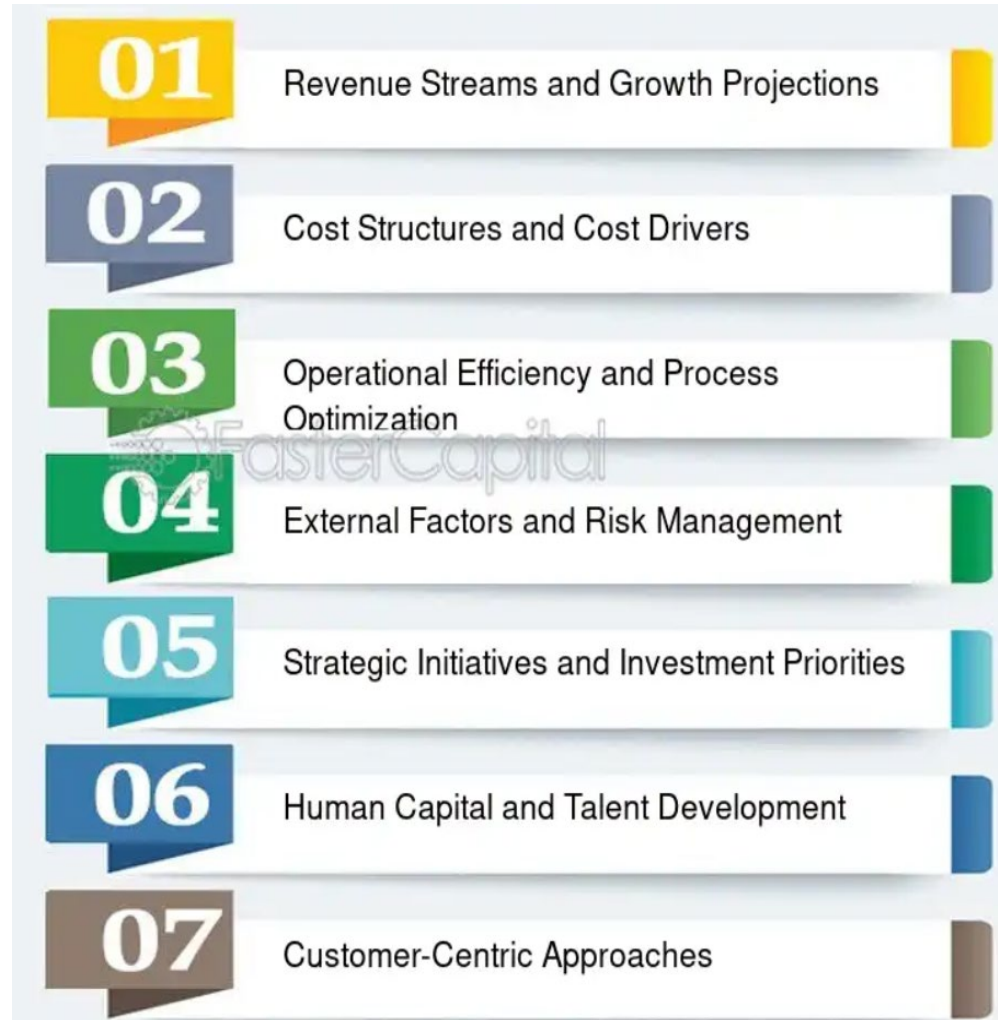 01
Revenue Streams and Growth Projections
02
Cost Structures and Cost Drivers
03
Operational Efficiency and Process
Optimization
FasterCapital
04
External Factors and Risk Management
05
Strategic Initiatives and Investment Priorities
06
Human Capital and Talent Development
07
Customer-Centric Approaches